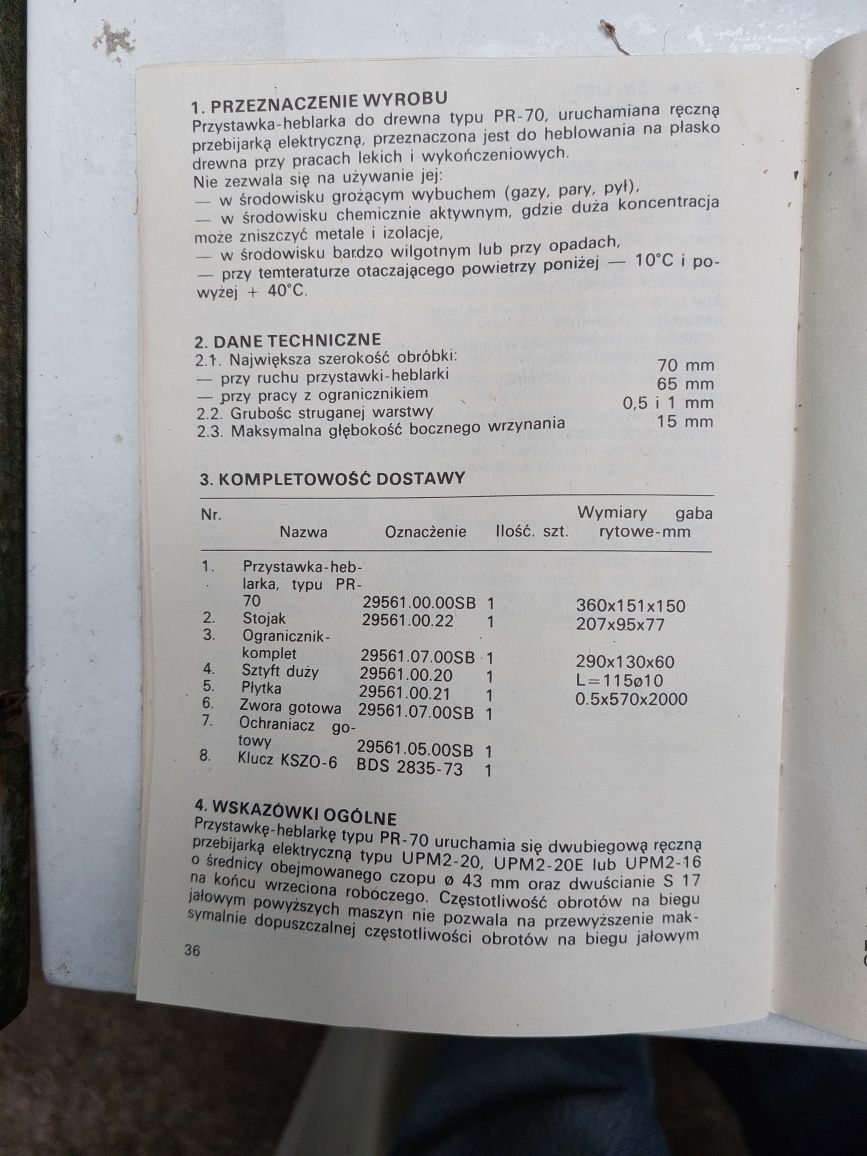 1. PRZEZNACZENIE WYROBU
Przystawka-heblarka do drewna typu PR-70, uruchamiana ręczną
przebijarką elektryczną, przeznaczona jest do heblowania na płasko
drewna przy pracach lekich i wykończeniowych.
Nie zezwala się na używanie jej:
— w środowisku grożącym wybuchem (gazy, pary, pył),
— w środowisku chemicznie aktywnym, gdzie duża koncentracja
może zniszczyć metale i izolacje,
— w środowisku bardzo wilgotnym lub przy opadach,
— przy temteraturze otaczającego powietrzy poniżej — 10°C i po-
wyżej + 40°C.
2. DANE TECHNICZNE
2.1. Największa szerokość obróbki:
— przy ruchu przystawki-heblarki 70 mm
— przy pracy z ogranicznikiem 65 mm
2.2. Grubośc struganej warstwy 0,5 i 1 mm
2.3. Maksymalna głębokość bocznego wrzynania 15 mm
3. KOMPLETOWOŚĆ DOSTAWY
Nr. Wymiary gaba
Nazwa Oznaczènie Ilość. szt. rytowe-mm
1. Przystawka-heb-
larka, typu PR-
70 29561.00.00SB 1 360x151x150
2. Stojak 29561.00.22 1 207x95x77
3. Ogranicznik-
komplet 29561.07.00SB 1 290x130x60
4. Sztyft duży 29561.00.20 1 L=115ø10
5. Płytka 29561.00.21 1 0.5x570x2000
6. Zwora gotowa 29561.07.00SB 1
7. Ochraniacz go-
towy 29561.05.00SB 1
8. Klucz KSZO-6 BDS 2835-73 1
4. WSKAZÓWKI OGÓLNE
Przystawkę-heblarkę typu PR-70 uruchamia się dwubiegową ręczną
przebijarką elektryczną typu UPM2-20, UPM2-20E lub UPM2-16
o średnicy obejmowanego czopu ø 43 mm oraz dwuścianie S 17
na końcu wrzeciona roboczego. Częstotliwość obrotów na biegu
jałowym powyższych maszyn nie pozwala na przewyższenie mak-
symalnie dopuszczalnej częstotliwości obrotów na biegu jałowym
36